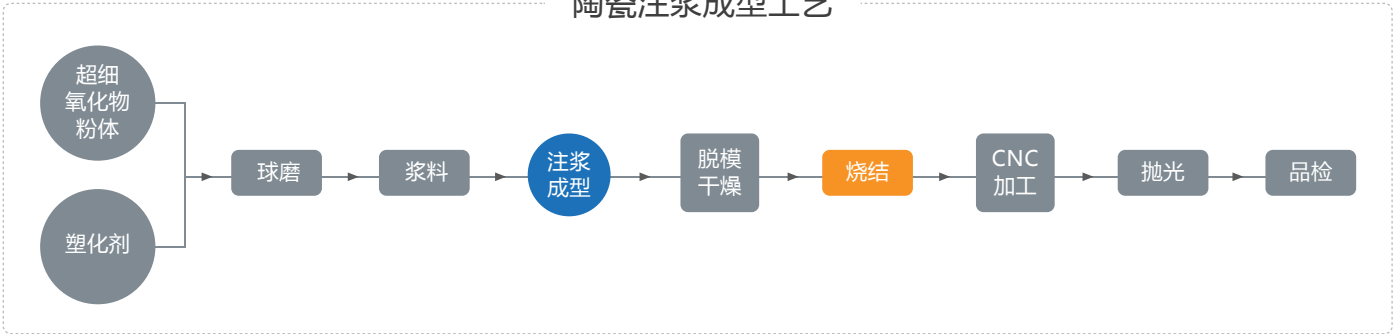 陶瓷注浆成型工艺
超细
氧化物
粉体
塑化剂
球磨
浆料
注浆
成型
脱模
干燥
烧结
CNC
加工
抛光
品检